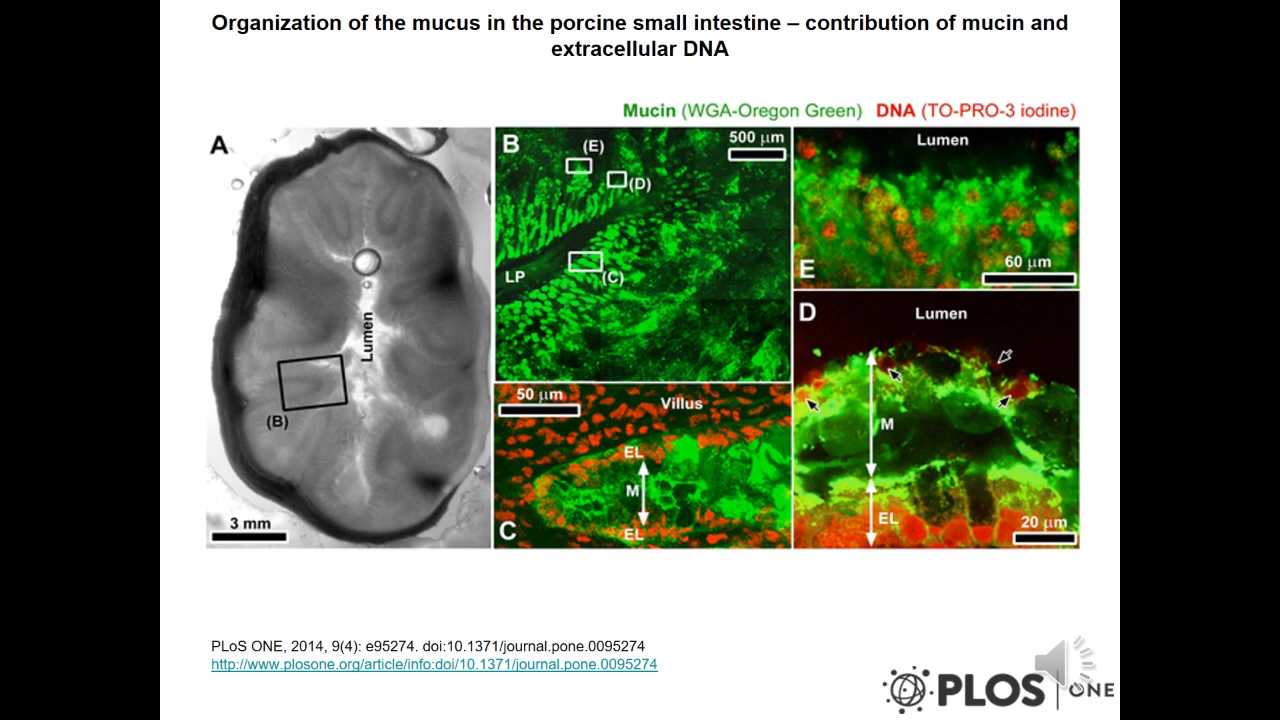 Organization of the mucus in the porcine small intestine – contribution of mucin and
extracellular DNA
Mucin (WGA-Oregon Green) DNA (TO-PRO-3 iodine)
A
Lumen
(B)
3 mm
B
500 µm
(E)
(D)
LP
(C)
50 µm
Villus
EL
M
EL
C
Lumen
E
60 µm
D
Lumen
M
EL
20 µm
PLoS ONE, 2014, 9(4): e95274. doi:10.1371/journal.pone.0095274
http://www.plosone.org/article/info:doi/10.1371/journal.pone.0095274
PLOS ONE